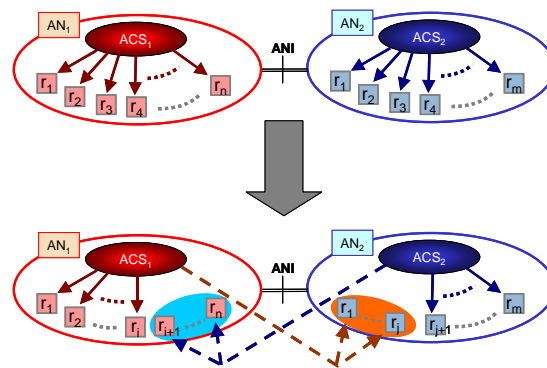 AN₁ ACS₁ ANI AN₂ ACS₂
r₁ r₂ r₃ r₄ rₙ r₁ r₂ r₃ r₄ rₘ
AN₁ ACS₁ ANI AN₂ ACS₂
r₁ r₂ rᵢ rᵢ₊₁ rₙ r₁ rⱼ rⱼ₊₁ rₘ